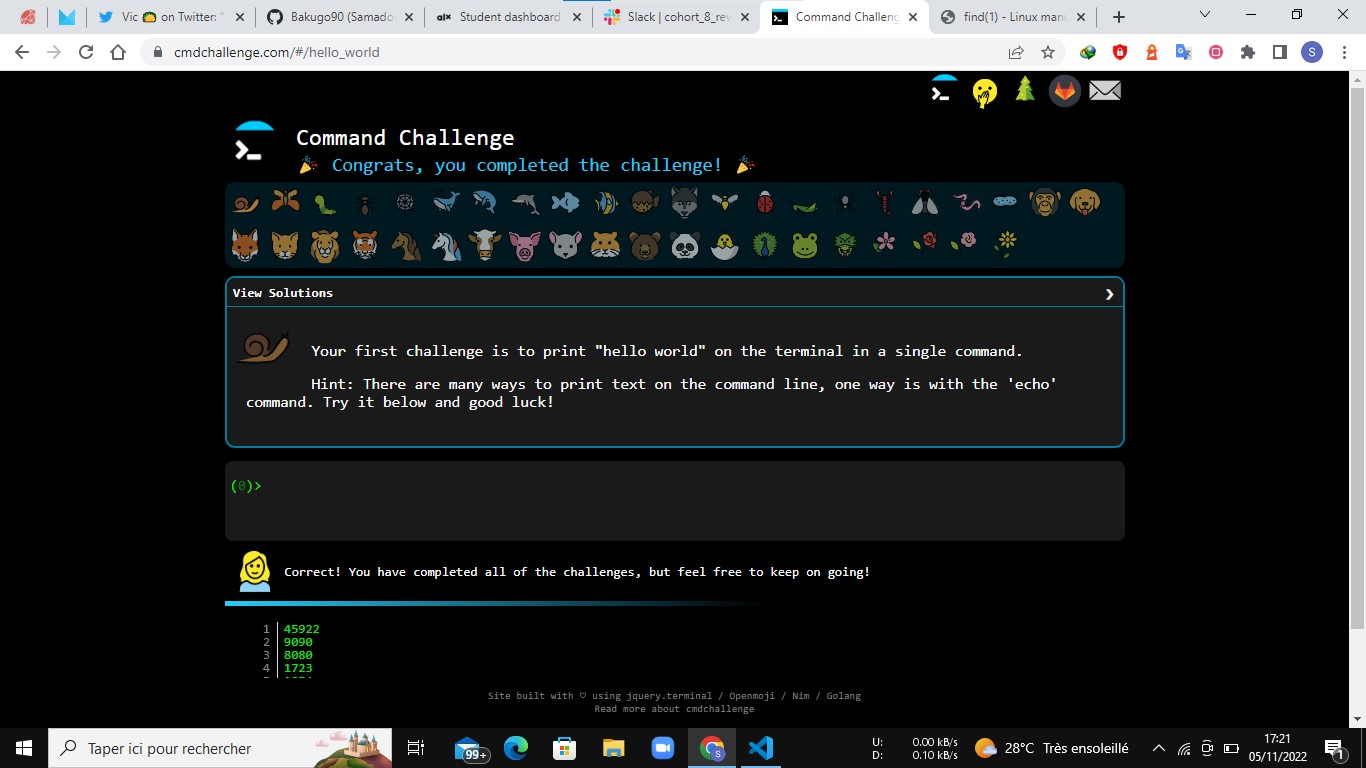 Vic on Twitter: "
Bakugo90 (Samado
Student dashboard
Slack | cohort_8_rev
Command Challeng
find(1) - Linux manu
cmdchallenge.com/#/hello_world
S
Command Challenge
Congrats, you completed the challenge!
View Solutions
Your first challenge is to print "hello world" on the terminal in a single command.
Hint: There are many ways to print text on the command line, one way is with the 'echo'
command. Try it below and good luck!
(0)>
Correct! You have completed all of the challenges, but feel free to keep on going!
1 45922
2 9090
3 8080
4 1723
Site built with ♡ using jquery.terminal / Openmoji / Nim / Golang
Read more about cmdchallenge
Taper ici pour rechercher
99+
S
U: 0.00 kB/s
D: 0.10 kB/s
28°C Très ensoleillé
17:21
05/11/2022
1